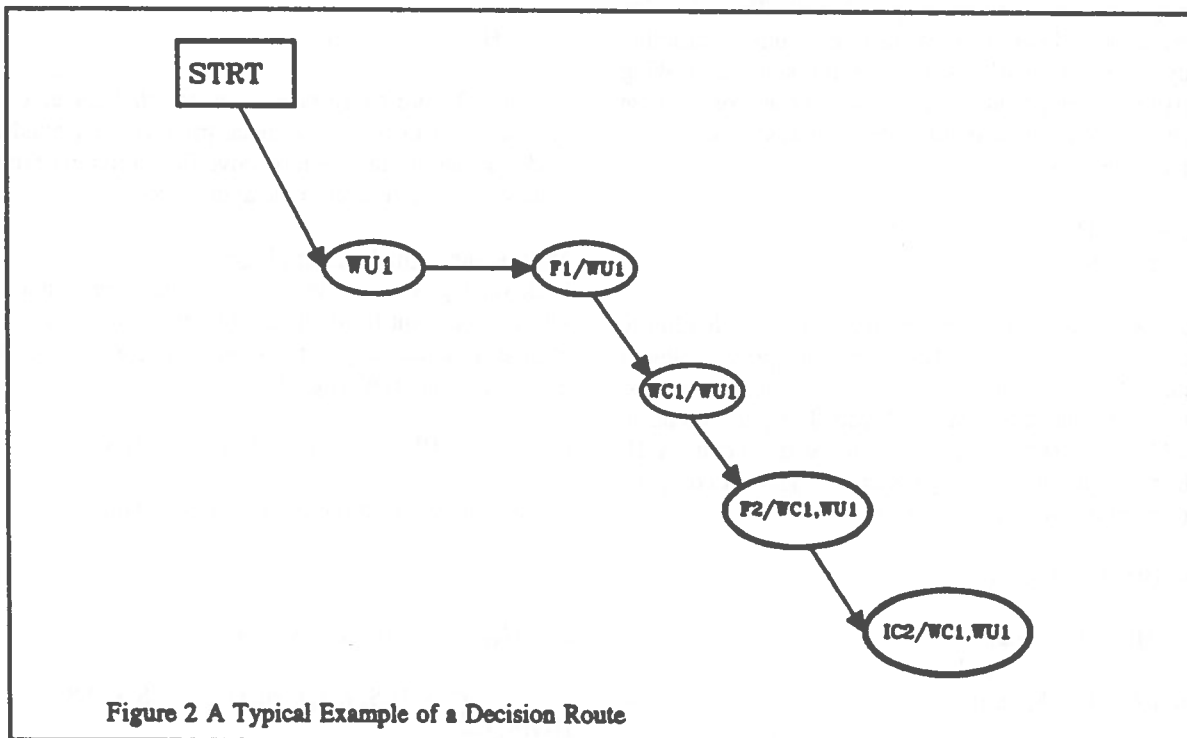 STRT
WU1
F1/WU1
WC1/WU1
F2/WC1,WU1
IC2/WC1,WU1
Figure 2 A Typical Example of a Decision Route